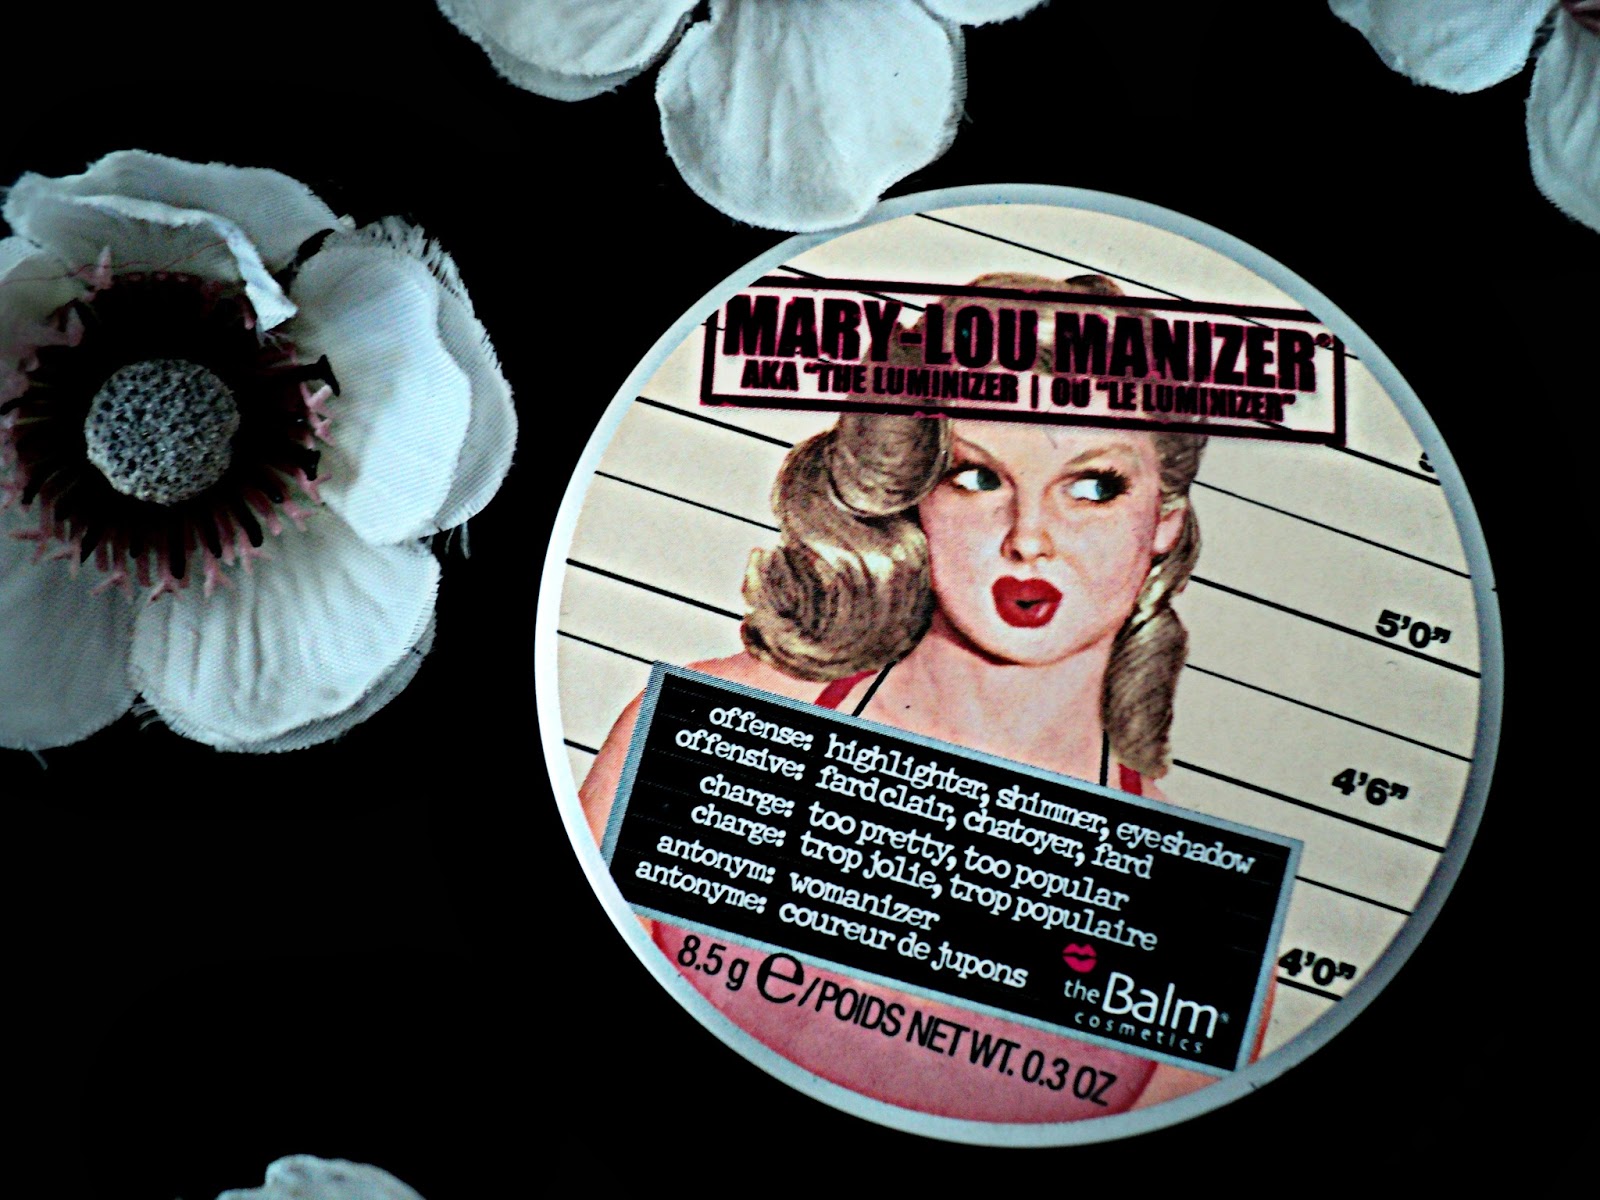 MARY-LOU MANIZER®
AKA "THE LUMINIZER | OU "LE LUMINIZER"
5'0"
4'6"
4'0"
offense: highlighter, shimmer, eyeshadow
offensive: fard clair, chatoyer, fard
charge: too pretty, too popular
charge: trop jolie, trop populaire
antonym: womanizer
antonyme: coureur de jupons
theBalm®
cosmetics
8.5 g e/POIDS NET WT. 0.3 OZ